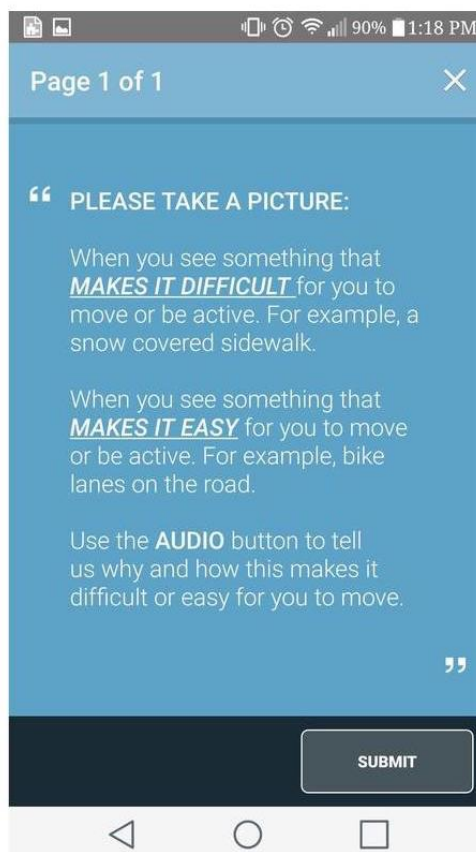 90% 1:18 PM
Page 1 of 1
“ PLEASE TAKE A PICTURE:
When you see something that
MAKES IT DIFFICULT for you to
move or be active. For example, a
snow covered sidewalk.
When you see something that
MAKES IT EASY for you to move
or be active. For example, bike
lanes on the road.
Use the AUDIO button to tell
us why and how this makes it
difficult or easy for you to move.
”
SUBMIT